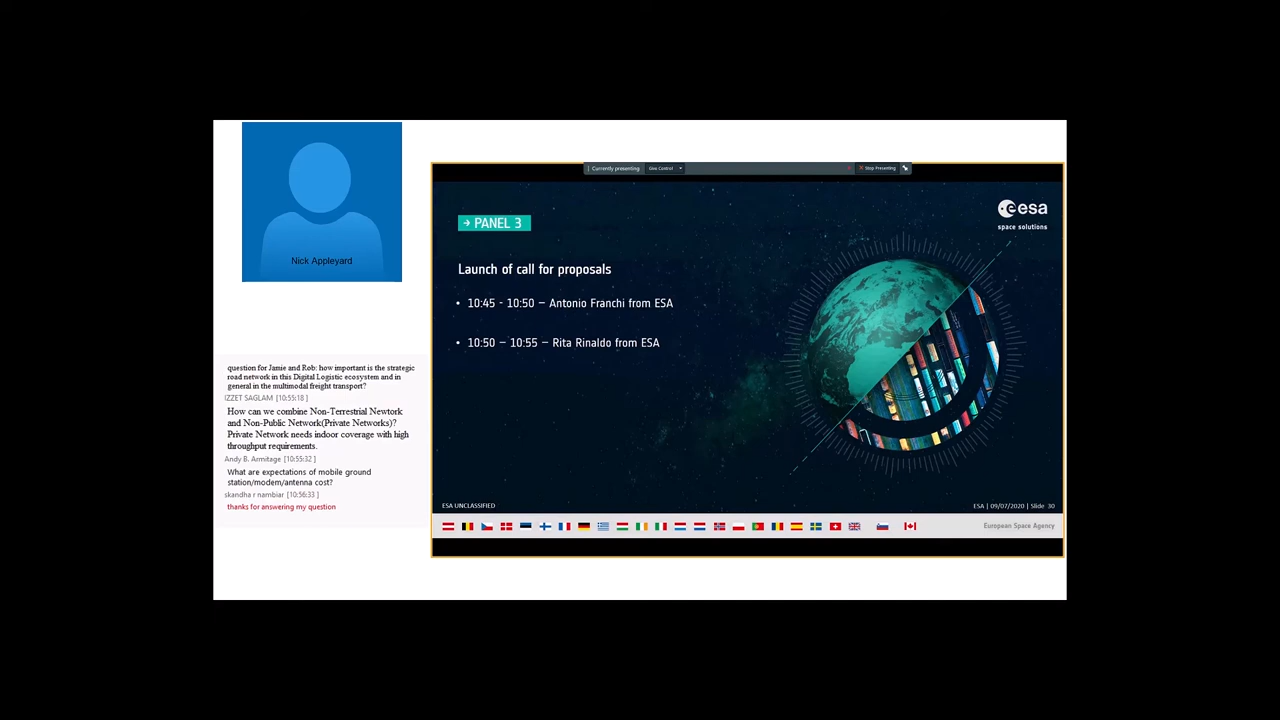 Nick Appleyard
question for Jamie and Rob: how important is the strategic
road network in this Digital Logistic ecosystem and in
general in the multimodal freight transport?
IZZET SAGLAM [10:55:18 ]
How can we combine Non-Terrestrial Newtork
and Non-Public Network(Private Networks)?
Private Network needs indoor coverage with high
throughput requirements.
Andy B. Armitage [10:55:32 ]
What are expectations of mobile ground
station/modem/antenna cost?
skandha r nambiar [10:56:33 ]
thanks for answering my question
Currently presenting
Give Control
Stop Presenting
→ PANEL 3
esa
space solutions
Launch of call for proposals
• 10:45 - 10:50 – Antonio Franchi from ESA
• 10:50 – 10:55 – Rita Rinaldo from ESA
ESA UNCLASSIFIED
ESA | 09/07/2020 | Slide 30
European Space Agency